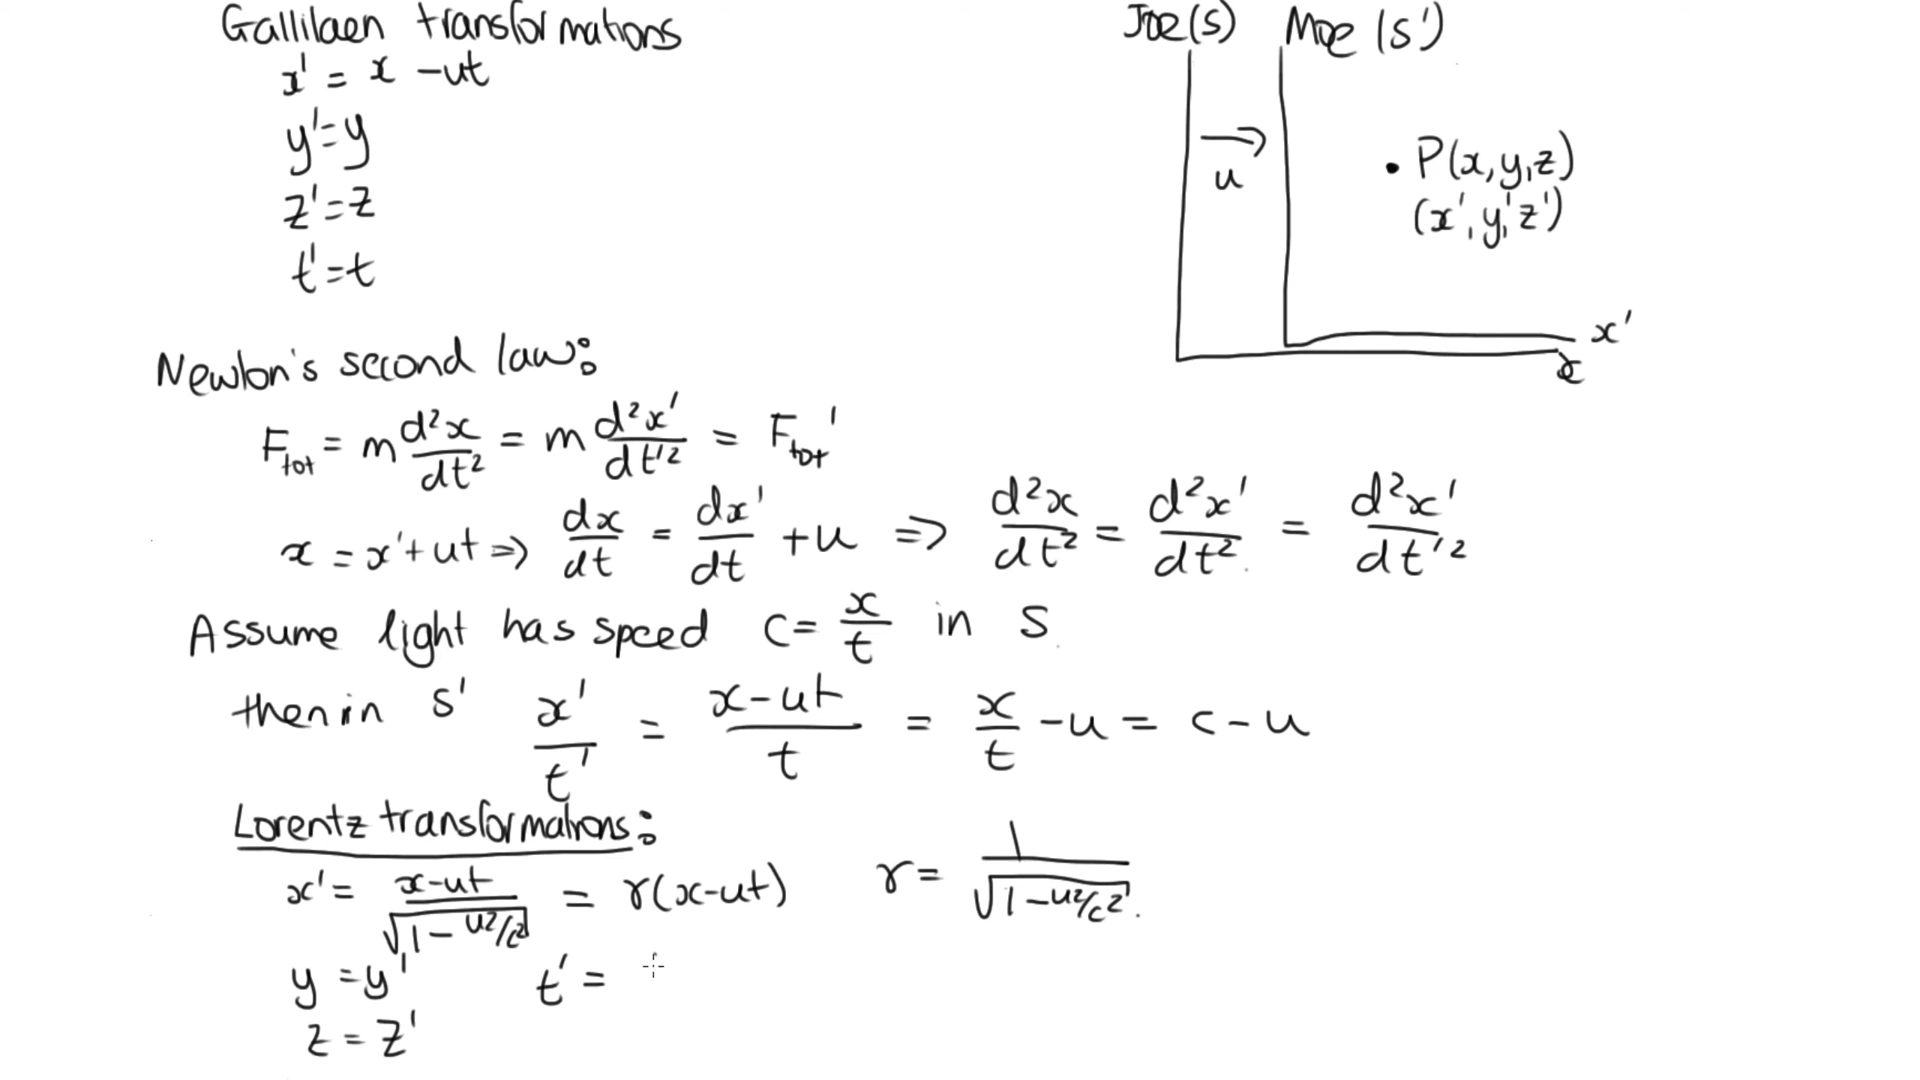 Gallilaen transformations
x' = x - ut
y' = y
z' = z
t' = t
Joe(S) Moe (S')
u
P(x,y,z)
(x', y', z')
x'
x
Newton's second law:
F_tot = m d²x/dt² = m d²x'/dt'² = F_tot'
x = x' + ut ⇒ dx/dt = dx'/dt + u ⇒ d²x/dt² = d²x'/dt² = d²x'/dt'²
Assume light has speed c = x/t in S
then in S' x'/t' = (x - ut)/t = x/t - u = c - u
Lorentz transformations:
x' = (x - ut)/√(1 - u²/c²) = γ(x - ut) γ = 1/√(1 - u²/c²)
y = y' t' =
z = z'